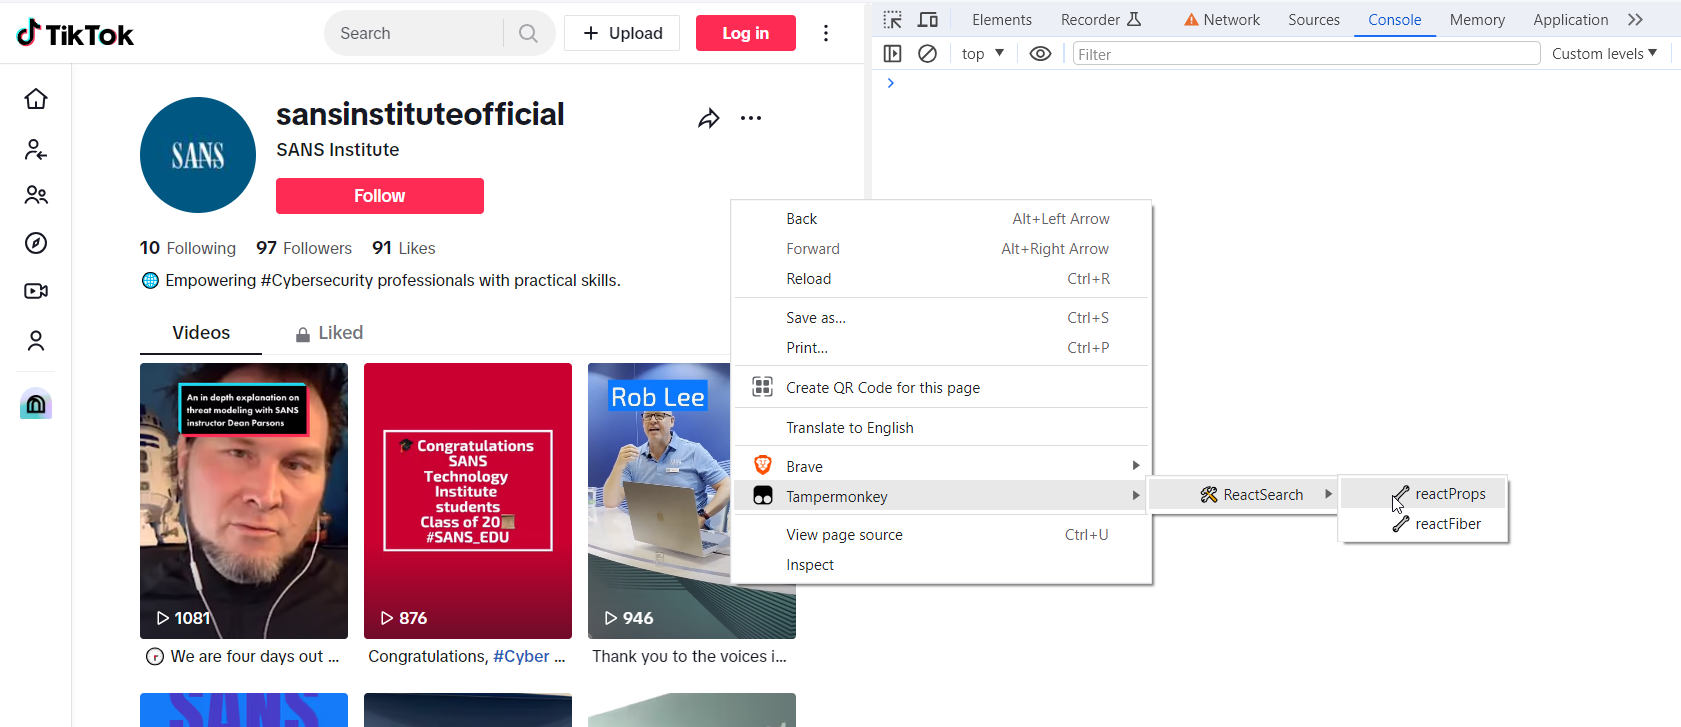 TikTok
Search
Upload
Log in
Elements
Recorder
Network
Sources
Console
Memory
Application
top
Filter
Custom levels
SANS
sansinstituteofficial
SANS Institute
Follow
10 Following 97 Followers 91 Likes
Empowering #Cybersecurity professionals with practical skills.
Videos
Liked
An in depth explanation on
threat modeling with SANS
instructor Dean Parsons
1081
We are four days out ...
Congratulations
SANS
Technology
Institute
students
Class of 20
#SANS_EDU
876
Congratulations, #Cyber ...
Rob Lee
946
Thank you to the voices i...
SANS
Back Alt+Left Arrow
Forward Alt+Right Arrow
Reload Ctrl+R
Save as... Ctrl+S
Print... Ctrl+P
Create QR Code for this page
Translate to English
Brave
Tampermonkey
View page source Ctrl+U
Inspect
ReactSearch
reactProps
reactFiber